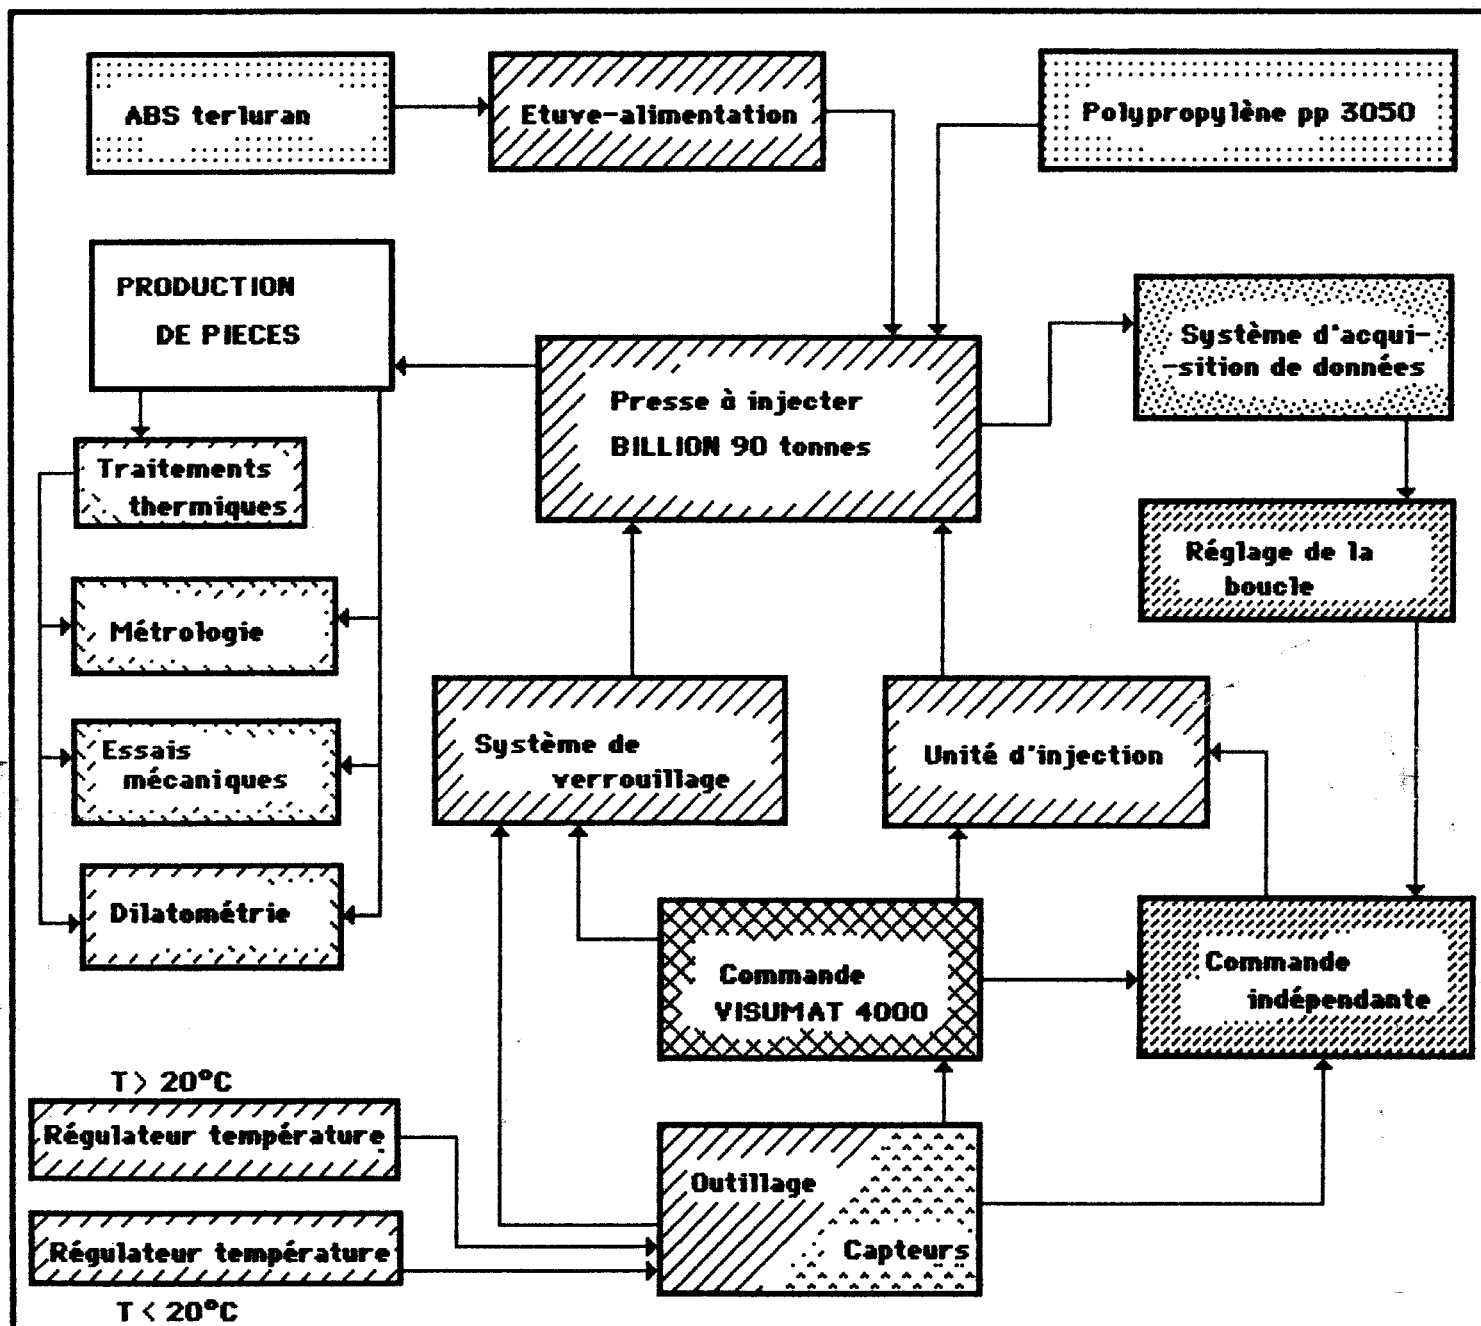 ABS terluran
Etuve-alimentation
Polypropylène pp 3050
PRODUCTION
DE PIECES
Système d'acqui-
-sition de données
Presse à injecter
BILLION 90 tonnes
Traitements
thermiques
Réglage de la
boucle
Métrologie
Système de
verrouillage
Unité d'injection
Essais
mécaniques
Dilatométrie
Commande
VISUMAT 4000
Commande
indépendante
T > 20°C
Régulateur température
Outillage
Capteurs
Régulateur température
T < 20°C